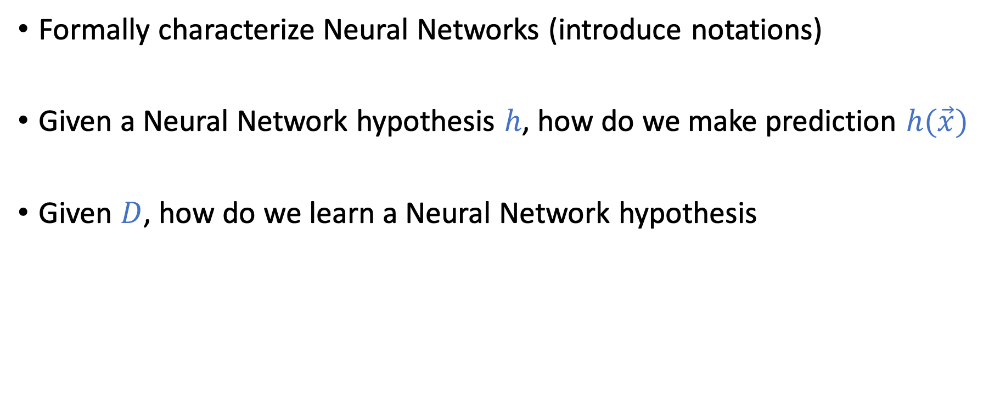 • Formally characterize Neural Networks (introduce notations)
• Given a Neural Network hypothesis h, how do we make prediction h(x⃗)
• Given D, how do we learn a Neural Network hypothesis